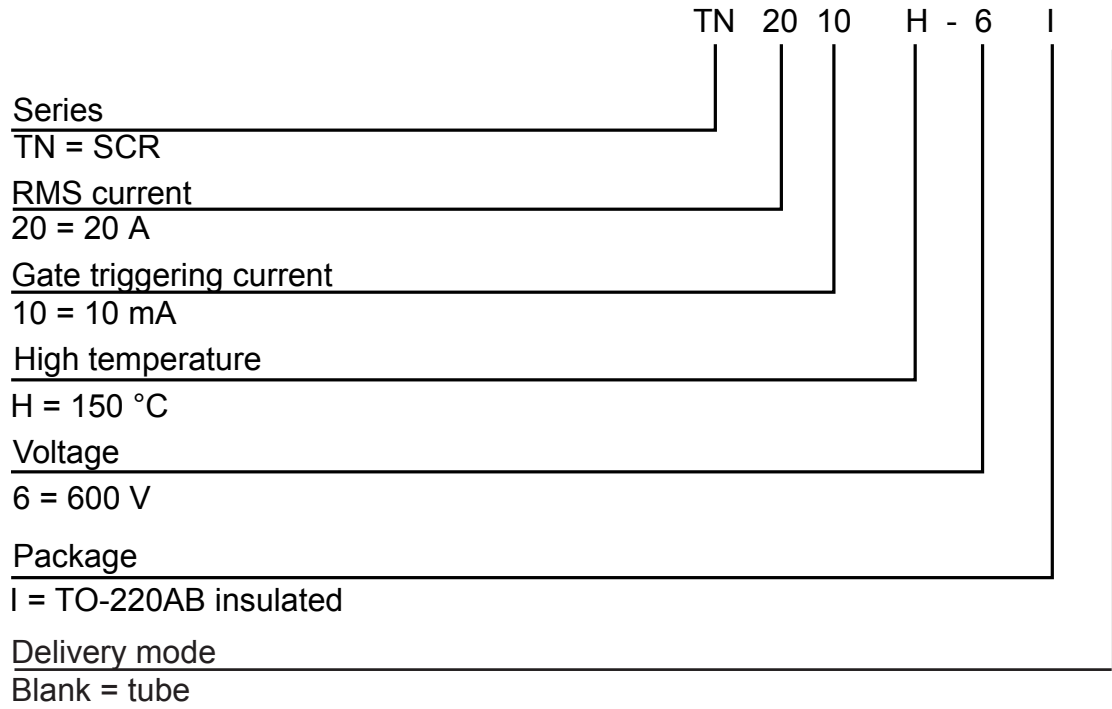 TN 20 10 H - 6 I
Series
TN = SCR
RMS current
20 = 20 A
Gate triggering current
10 = 10 mA
High temperature
H = 150 °C
Voltage
6 = 600 V
Package
I = TO-220AB insulated
Delivery mode
Blank = tube